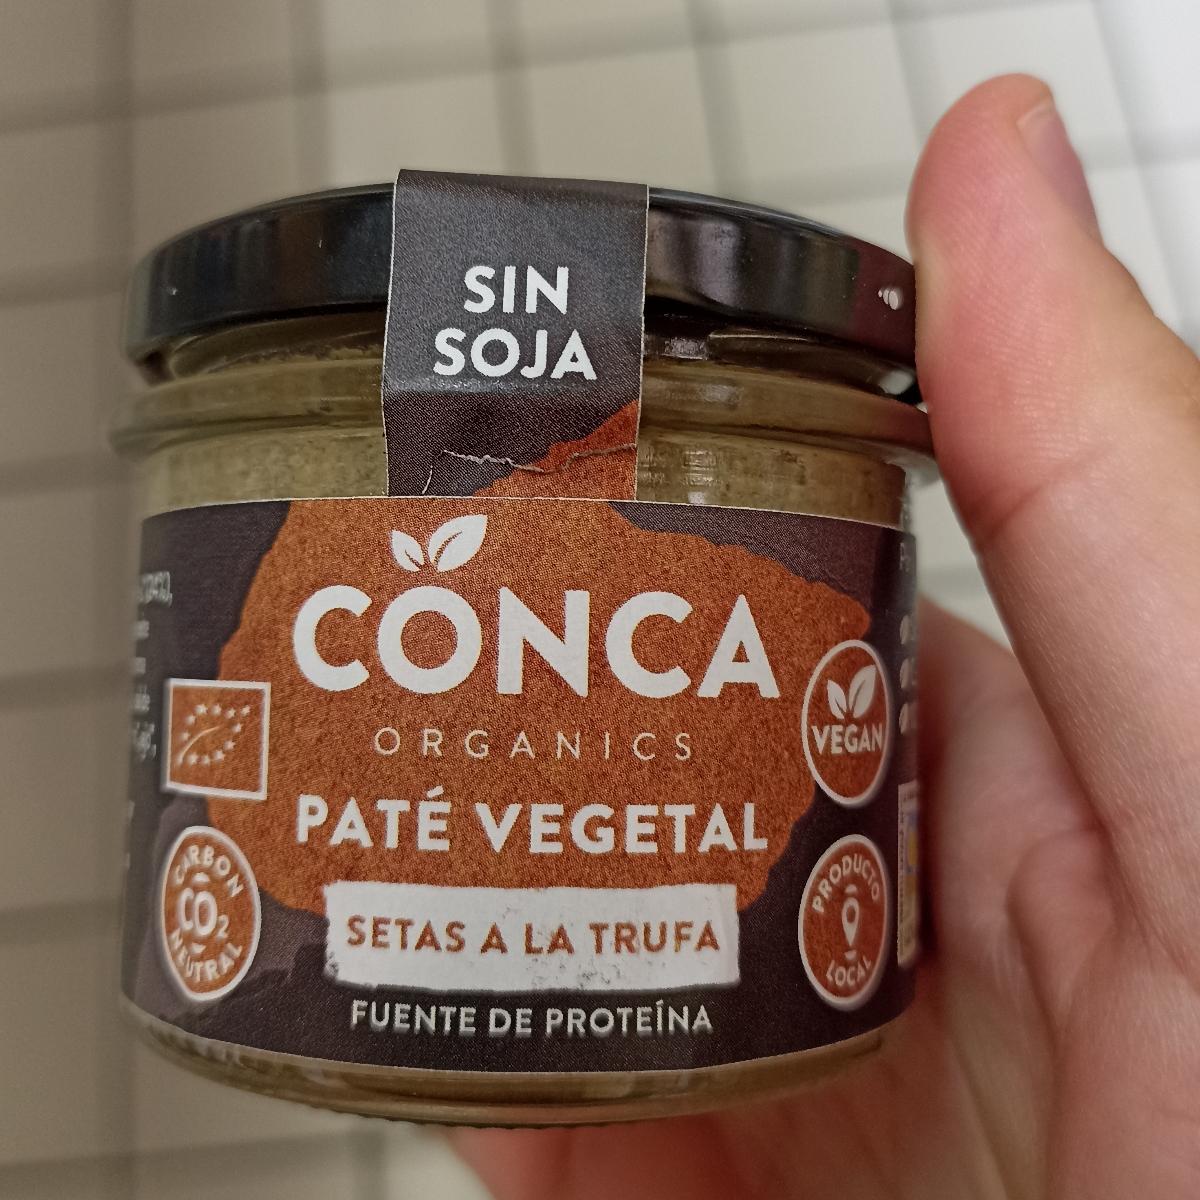 SIN
SOJA
CONCA
ORGANICS
PATÉ VEGETAL
SETAS A LA TRUFA
FUENTE DE PROTEÍNA
CARBON
CO2
NEUTRAL
VEGAN
PRODUCTO
LOCAL